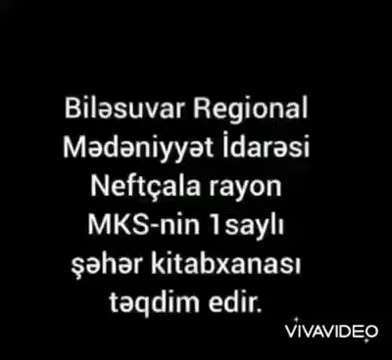 Biləsuvar Regional
Mədəniyyət İdarəsi
Neftçala rayon
MKS-nin 1saylı
şəhər kitabxanası
təqdim edir.
VIVAVIDEO